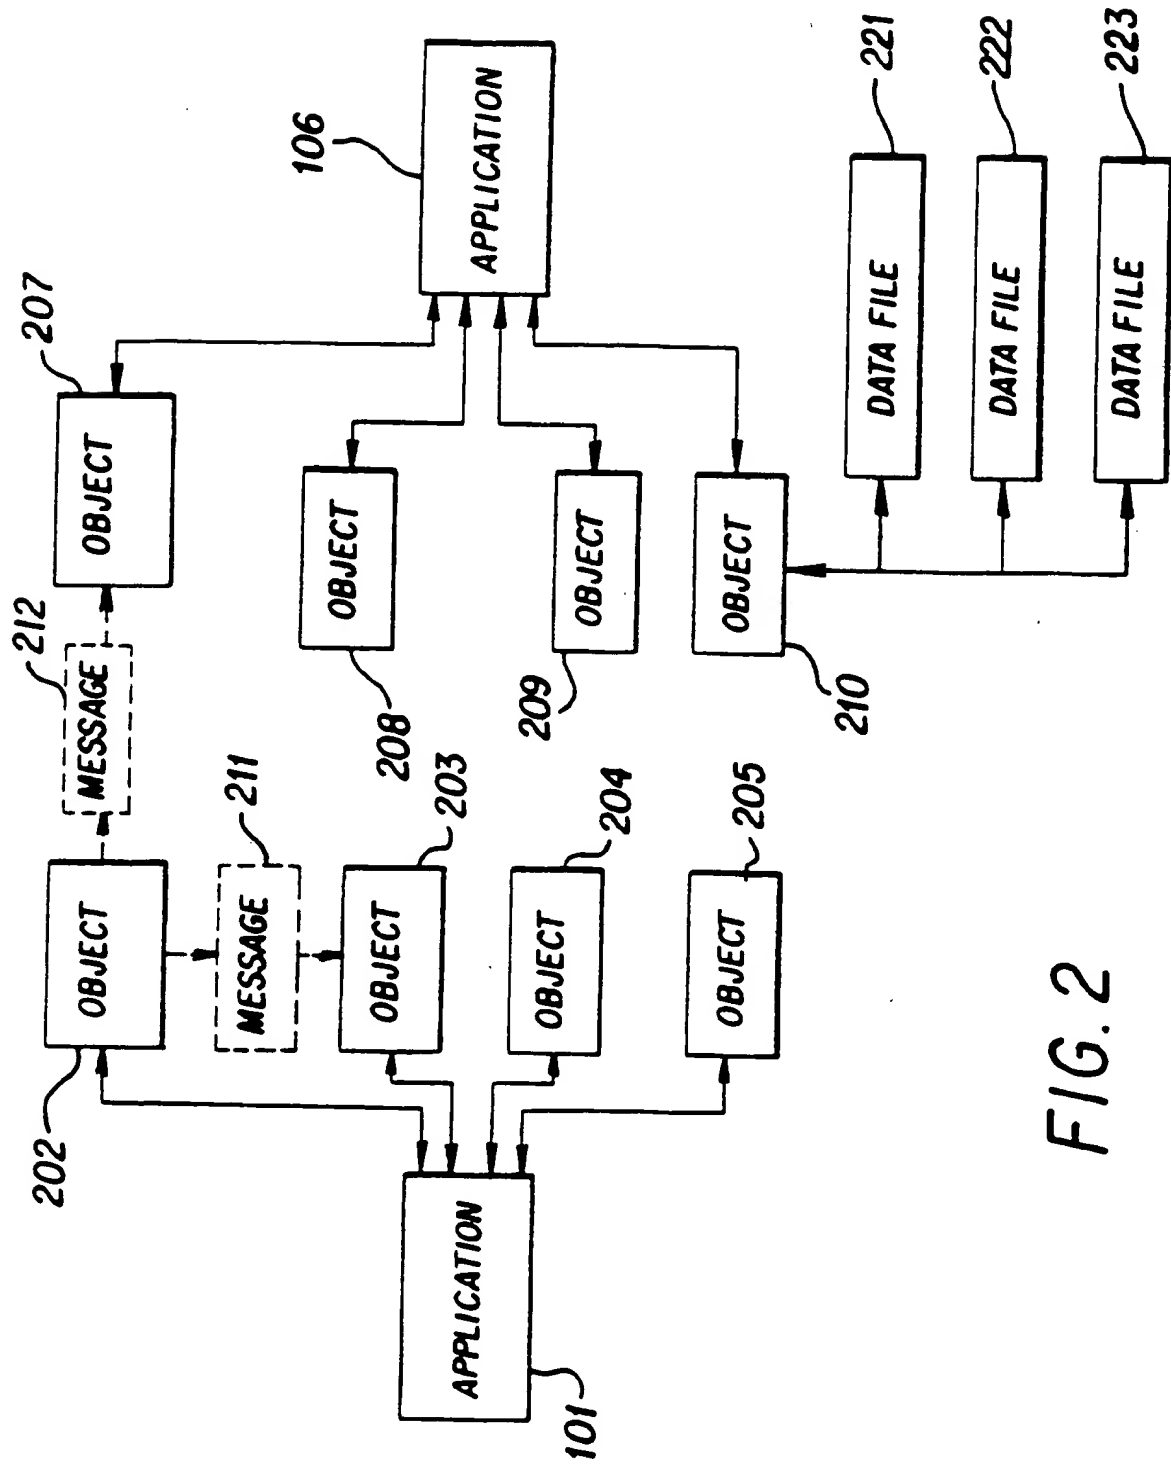 202
OBJECT
212
MESSAGE
207
OBJECT
211
MESSAGE
106
APPLICATION
203
OBJECT
208
OBJECT
101
APPLICATION
204
OBJECT
209
OBJECT
205
OBJECT
210
OBJECT
221
DATA FILE
222
DATA FILE
223
DATA FILE
FIG. 2